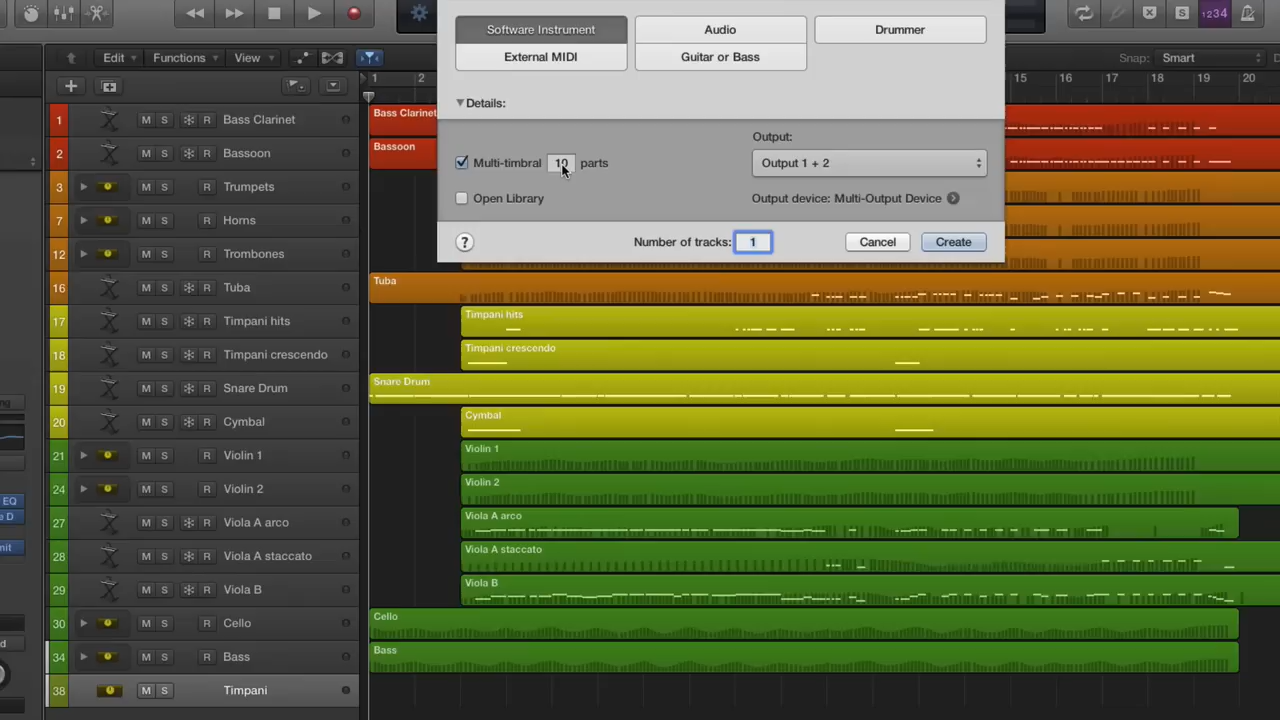 1234
Software Instrument
Audio
Drummer
External MIDI
Guitar or Bass
Edit
Functions
View
Snap: Smart
1 2 15 16 17 18 19 20
Details:
Output:
Multi-timbral 10 parts
Output 1 + 2
Open Library
Output device: Multi-Output Device
?
Number of tracks: 1
Cancel
Create
1 M S R Bass Clarinet
Bass Clarinet
2 M S R Bassoon
Bassoon
3 M S R Trumpets
7 M S R Horns
12 M S R Trombones
16 M S R Tuba
Tuba
17 M S R Timpani hits
Timpani hits
18 M S R Timpani crescendo
Timpani crescendo
19 M S R Snare Drum
Snare Drum
20 M S R Cymbal
Cymbal
21 M S R Violin 1
Violin 1
24 M S R Violin 2
Violin 2
27 M S R Viola A arco
Viola A arco
28 M S R Viola A staccato
Viola A staccato
29 M S R Viola B
Viola B
30 M S R Cello
Cello
34 M S R Bass
Bass
38 M S Timpani
EQ